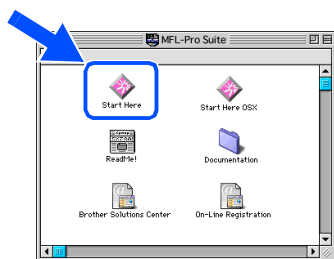 MFL-Pro Suite
Start Here
Start Here OSX
ReadMe!
Documentation
Brother Solutions Center
On-Line Registration